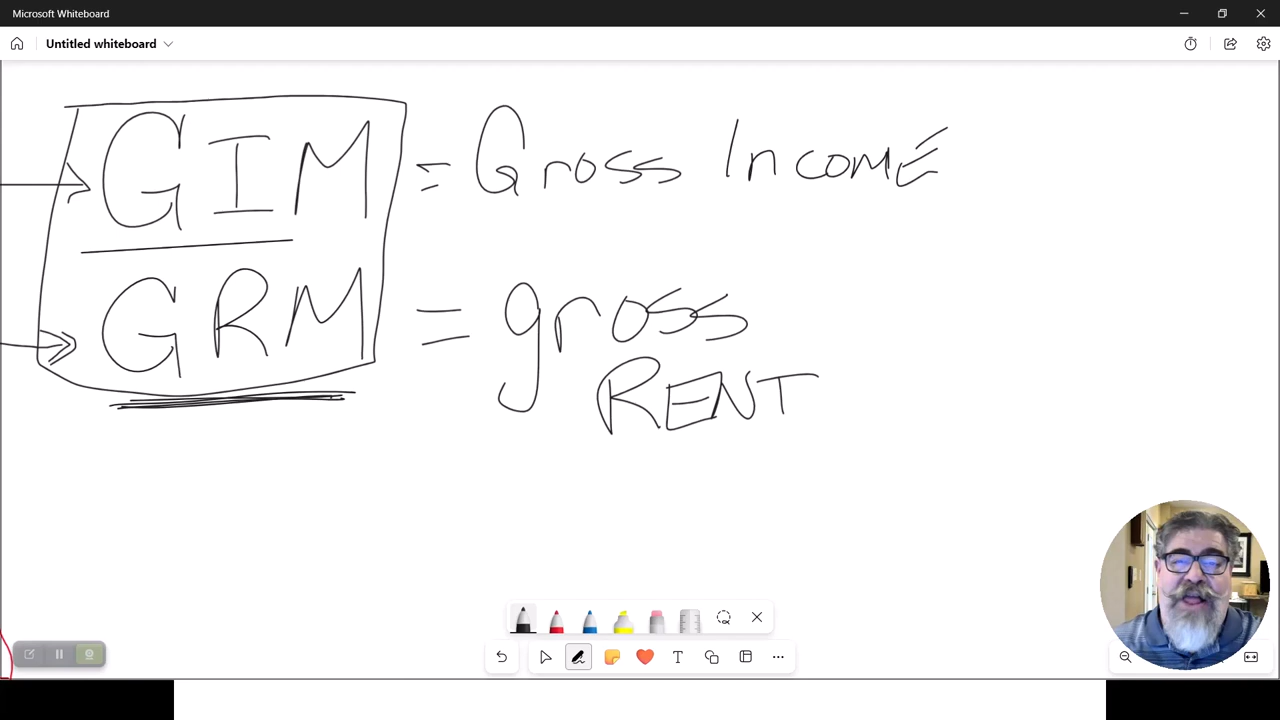 Microsoft Whiteboard
Untitled whiteboard
GIM = Gross Income
GRM = gross
RENT
T